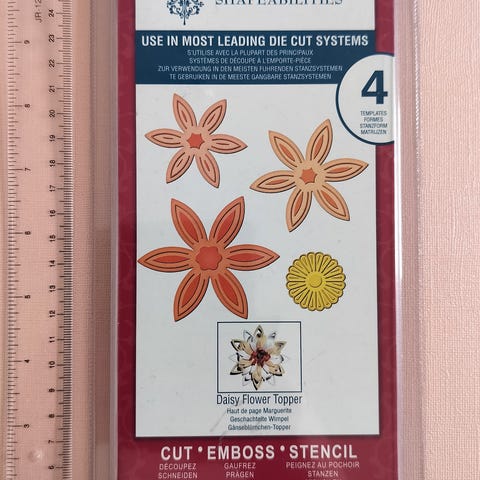 SHAPEABILITIES
USE IN MOST LEADING DIE CUT SYSTEMS
S'UTILISE AVEC LA PLUPART DES PRINCIPAUX
SYSTÈMES DE DÉCOUPE À L'EMPORTE-PIÈCE
ZUR VERWENDUNG IN DEN MEISTEN FUHRENDEN STANZSYSTEMEN
TE GEBRUIKEN IN DE MEESTE GANGBARE STANZSYSTEMEN
4
TEMPLATES
FORMES
STANZFORM
MATRIJZEN
Daisy Flower Topper
Haut de page Marguerite
Geschachtelte Wimpel
Gänseblümchen-Topper
CUT • EMBOSS • STENCIL
DÉCOUPEZ GAUFREZ PEIGNEZ AU POCHOIR
SCHNEIDEN PRÄGEN STANZEN